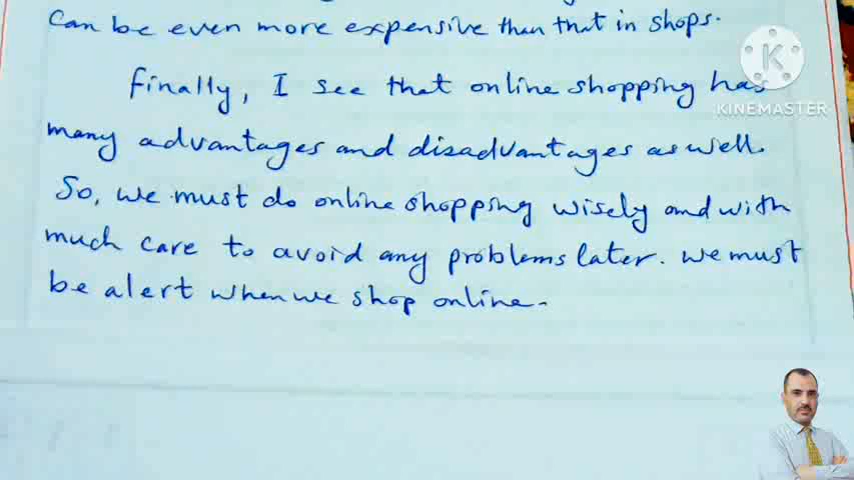 can be even more expensive than that in shops.
Finally, I see that online shopping has
many advantages and disadvantages as well.
So, we must do online shopping wisely and with
much care to avoid any problems later. We must
be alert when we shop online.
K
KINEMASTER